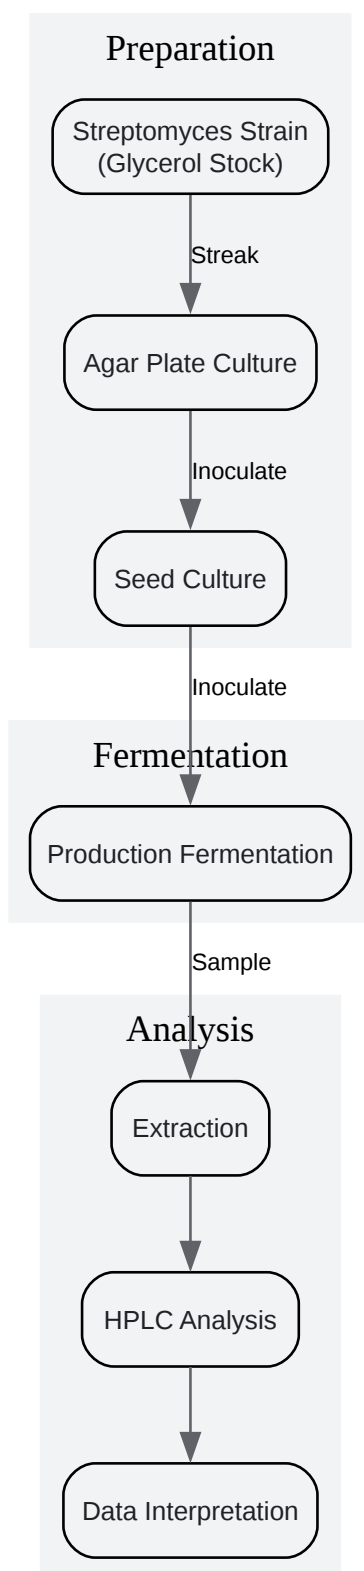 Preparation
Streptomyces Strain
(Glycerol Stock)
Streak
Agar Plate Culture
Inoculate
Seed Culture
Inoculate
Fermentation
Production Fermentation
Sample
Analysis
Extraction
HPLC Analysis
Data Interpretation